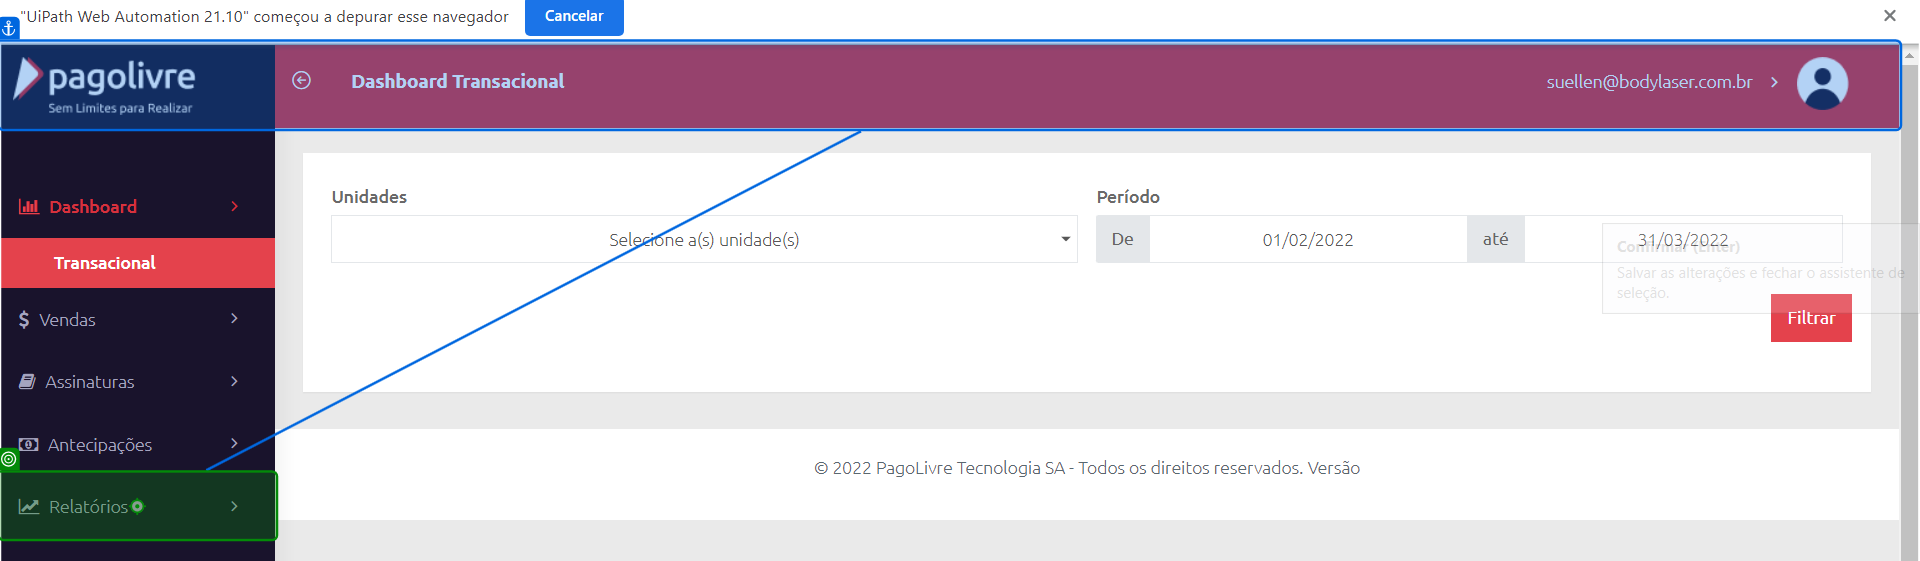 "UiPath Web Automation 21.10" começou a depurar esse navegador
Cancelar
pagolivre
Sem Limites para Realizar
Dashboard Transacional
suellen@bodylaser.com.br
Dashboard
Transacional
Vendas
Assinaturas
Antecipações
Relatórios
Unidades
Selecione a(s) unidade(s)
Período
De
01/02/2022
até
31/03/2022
Confirmar (Enter)
Salvar as alterações e fechar o assistente de
seleção.
Filtrar
© 2022 PagoLivre Tecnologia SA - Todos os direitos reservados. Versão